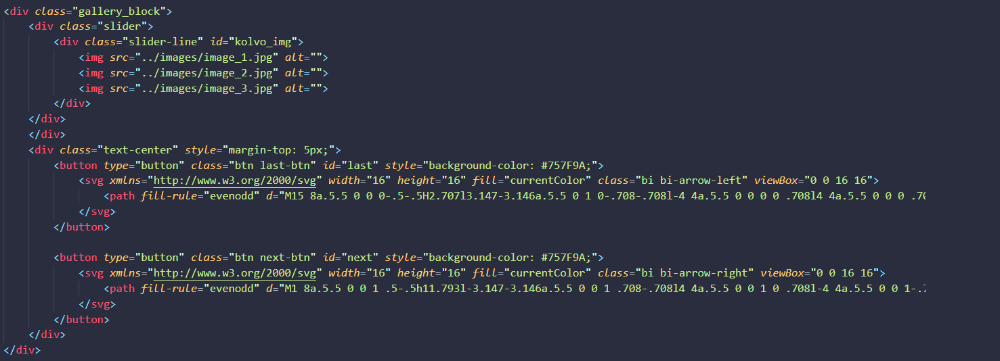 <div class="gallery_block">
<div class="slider">
<div class="slider-line" id="kolvo_img">
<img src="../images/image_1.jpg" alt="">
<img src="../images/image_2.jpg" alt="">
<img src="../images/image_3.jpg" alt="">
</div>
</div>
</div>
<div class="text-center" style="margin-top: 5px;">
<button type="button" class="btn last-btn" id="last" style="background-color: #757F9A;">
<svg xmlns="http://www.w3.org/2000/svg" width="16" height="16" fill="currentColor" class="bi bi-arrow-left" viewBox="0 0 16 16">
<path fill-rule="evenodd" d="M15 8a.5.5 0 0 0-.5-.5H2.707l3.147-3.146a.5.5 0 1 0-.708-.708l-4 4a.5.5 0 0 0 0 .708l4 4a.5.5 0 0 0
</svg>
</button>
<button type="button" class="btn next-btn" id="next" style="background-color: #757F9A;">
<svg xmlns="http://www.w3.org/2000/svg" width="16" height="16" fill="currentColor" class="bi bi-arrow-right" viewBox="0 0 16 16">
<path fill-rule="evenodd" d="M1 8a.5.5 0 0 1 .5-.5h11.793l-3.147-3.146a.5.5 0 0 1 .708-.708l4 4a.5.5 0 0 1 0 .708l-4 4a.5.5 0 0
</svg>
</button>
</div>
</div>